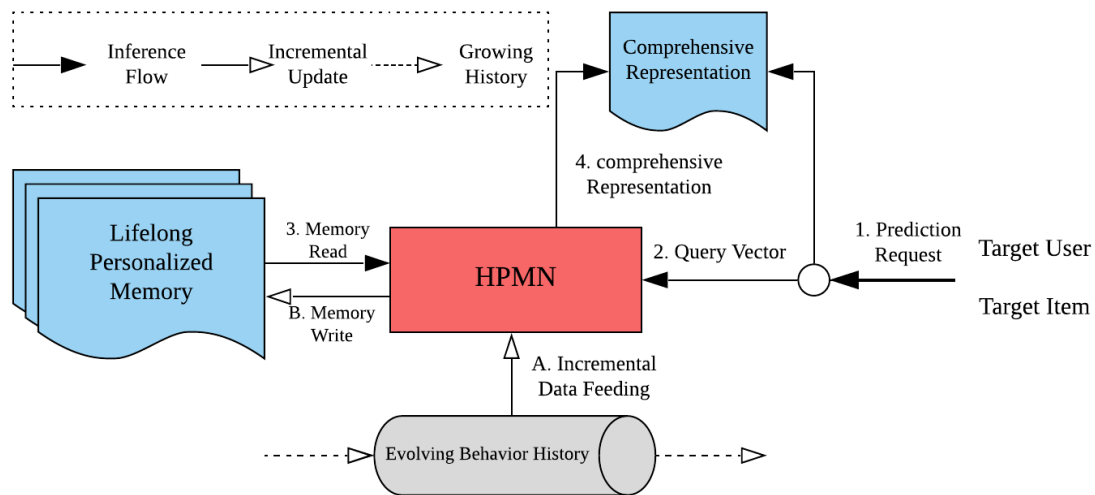 Inference
Flow
Incremental
Update
Growing
History
Comprehensive
Representation
4. comprehensive
Representation
Lifelong
Personalized
Memory
3. Memory
Read
B. Memory
Write
HPMN
2. Query Vector
1. Prediction
Request
Target User
Target Item
A. Incremental
Data Feeding
Evolving Behavior History